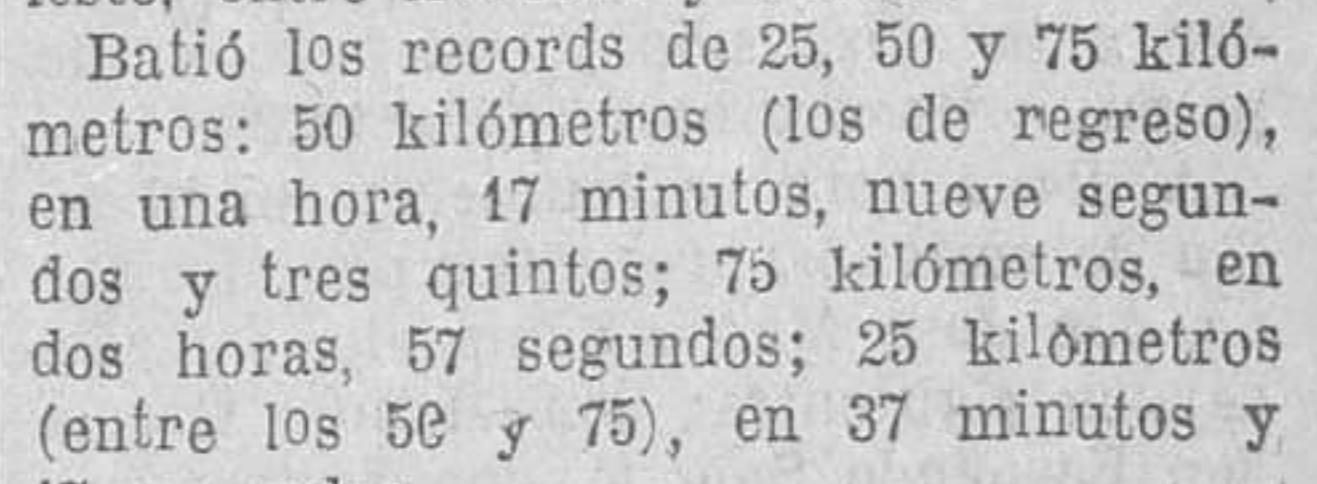 Batió los records de 25, 50 y 75 kiló-
metros: 50 kilómetros (los de regreso),
en una hora, 17 minutos, nueve segun-
dos y tres quintos; 75 kilómetros, en
dos horas, 57 segundos; 25 kilómetros
(entre los 50 y 75), en 37 minutos y